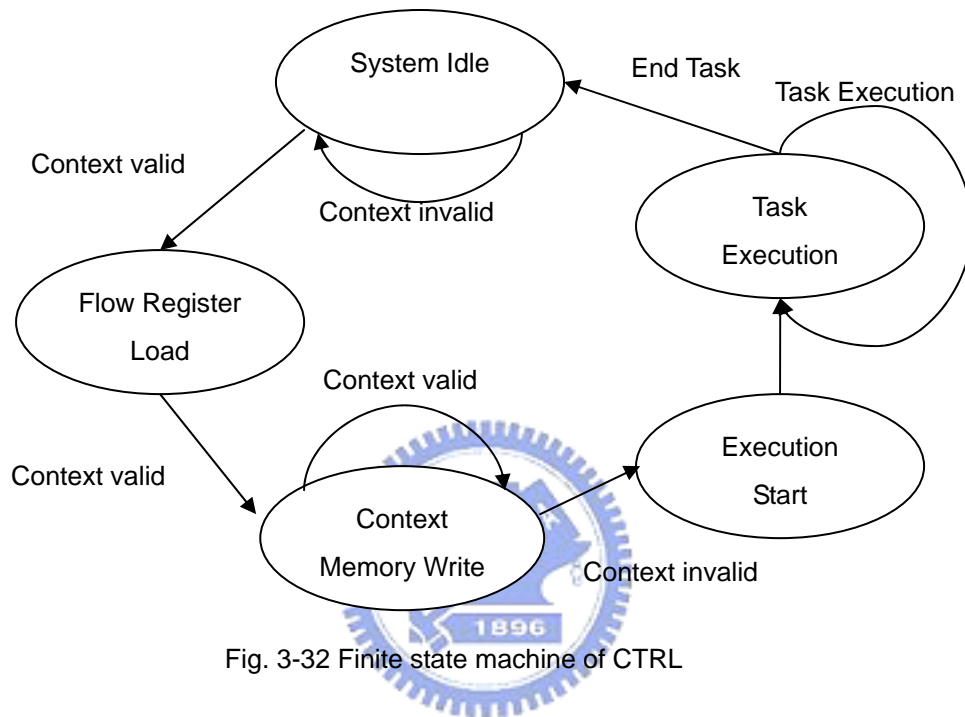 System Idle
End Task
Task Execution
Context valid
Context invalid
Task
Execution
Flow Register
Load
Context valid
Context valid
Execution
Start
Context
Memory Write
Context invalid
1896
Fig. 3-32 Finite state machine of CTRL